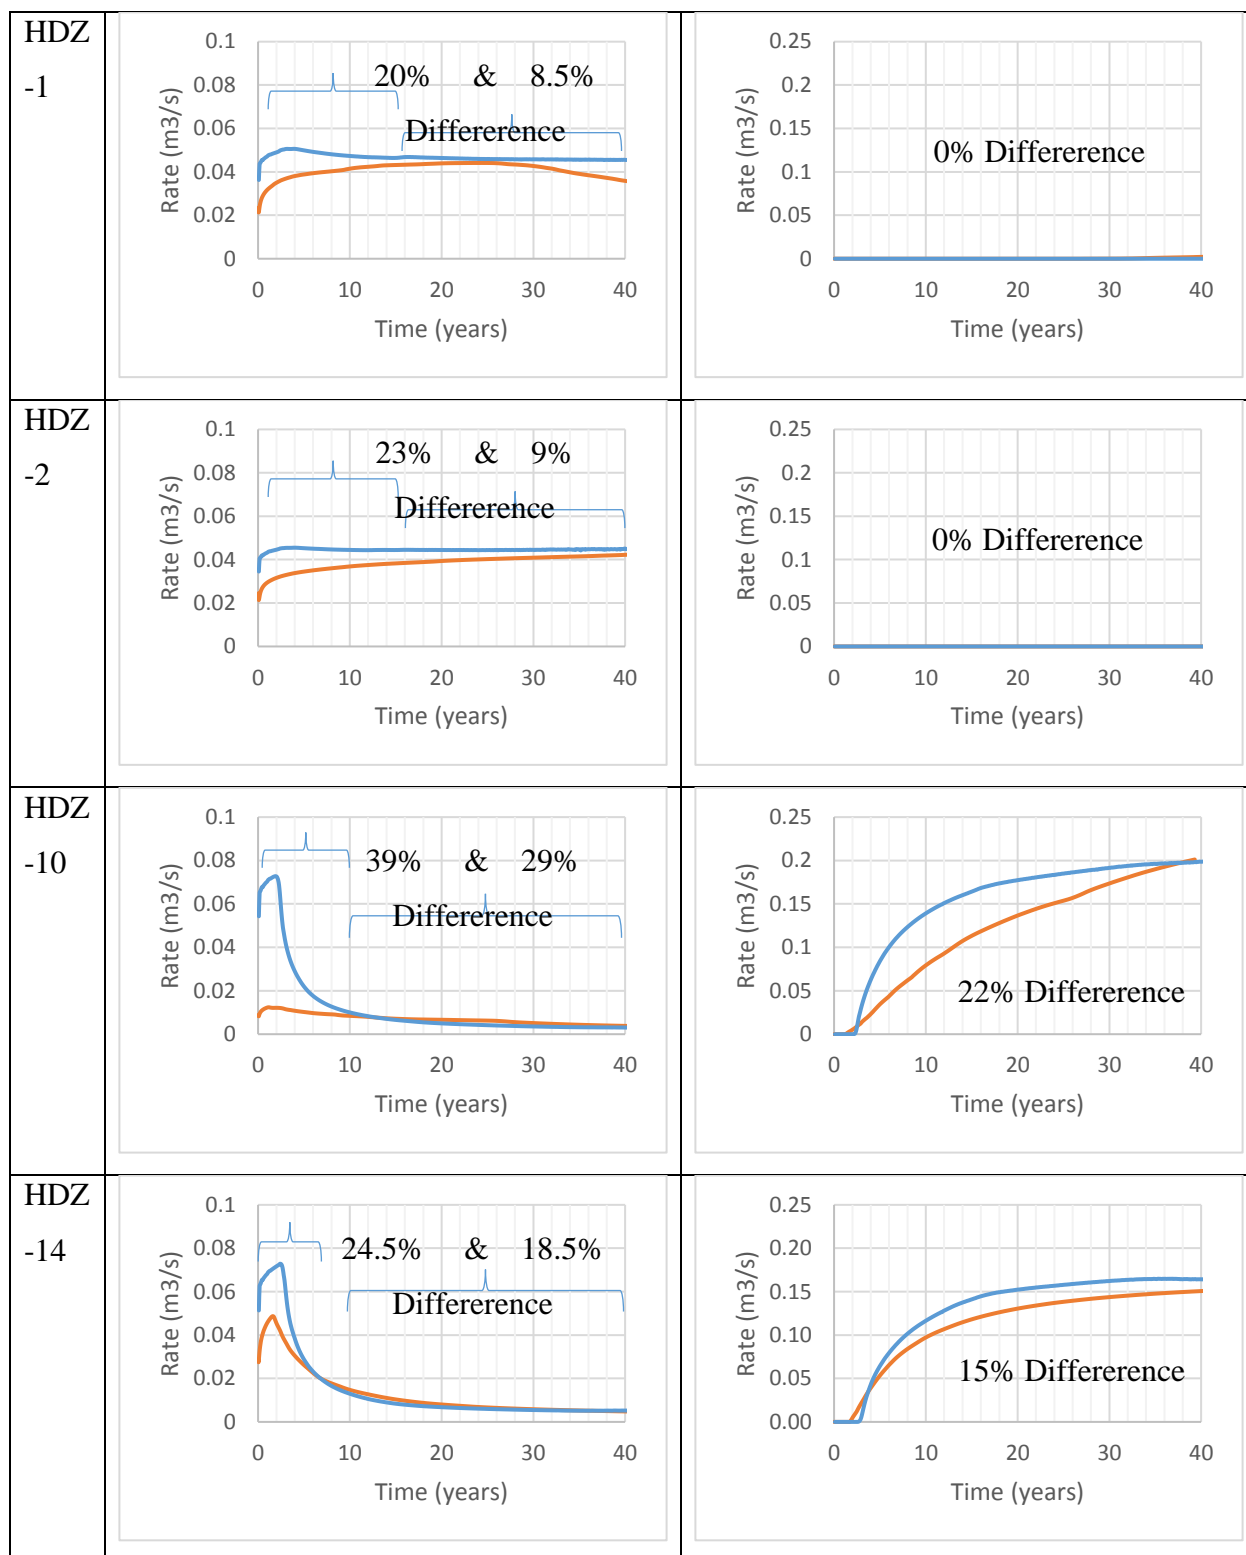 HDZ
-1
0.1
0.08
0.06
0.04
0.02
0
Rate (m3/s)
20% & 8.5%
Differerence
0 10 20 30 40
Time (years)
0.25
0.2
0.15
0.1
0.05
0
Rate (m3/s)
0% Differerence
0 10 20 30 40
Time (years)
HDZ
-2
0.1
0.08
0.06
0.04
0.02
0
Rate (m3/s)
23% & 9%
Differerence
0 10 20 30 40
Time (years)
0.25
0.2
0.15
0.1
0.05
0
Rate (m3/s)
0% Differerence
0 10 20 30 40
Time (years)
HDZ
-10
0.1
0.08
0.06
0.04
0.02
0
Rate (m3/s)
39% & 29%
Differerence
0 10 20 30 40
Time (years)
0.25
0.2
0.15
0.1
0.05
0
Rate (m3/s)
22% Differerence
0 10 20 30 40
Time (years)
HDZ
-14
0.1
0.08
0.06
0.04
0.02
0
Rate (m3/s)
24.5% & 18.5%
Differerence
0 10 20 30 40
Time (years)
0.25
0.20
0.15
0.10
0.05
0.00
Rate (m3/s)
15% Differerence
0 10 20 30 40
Time (years)